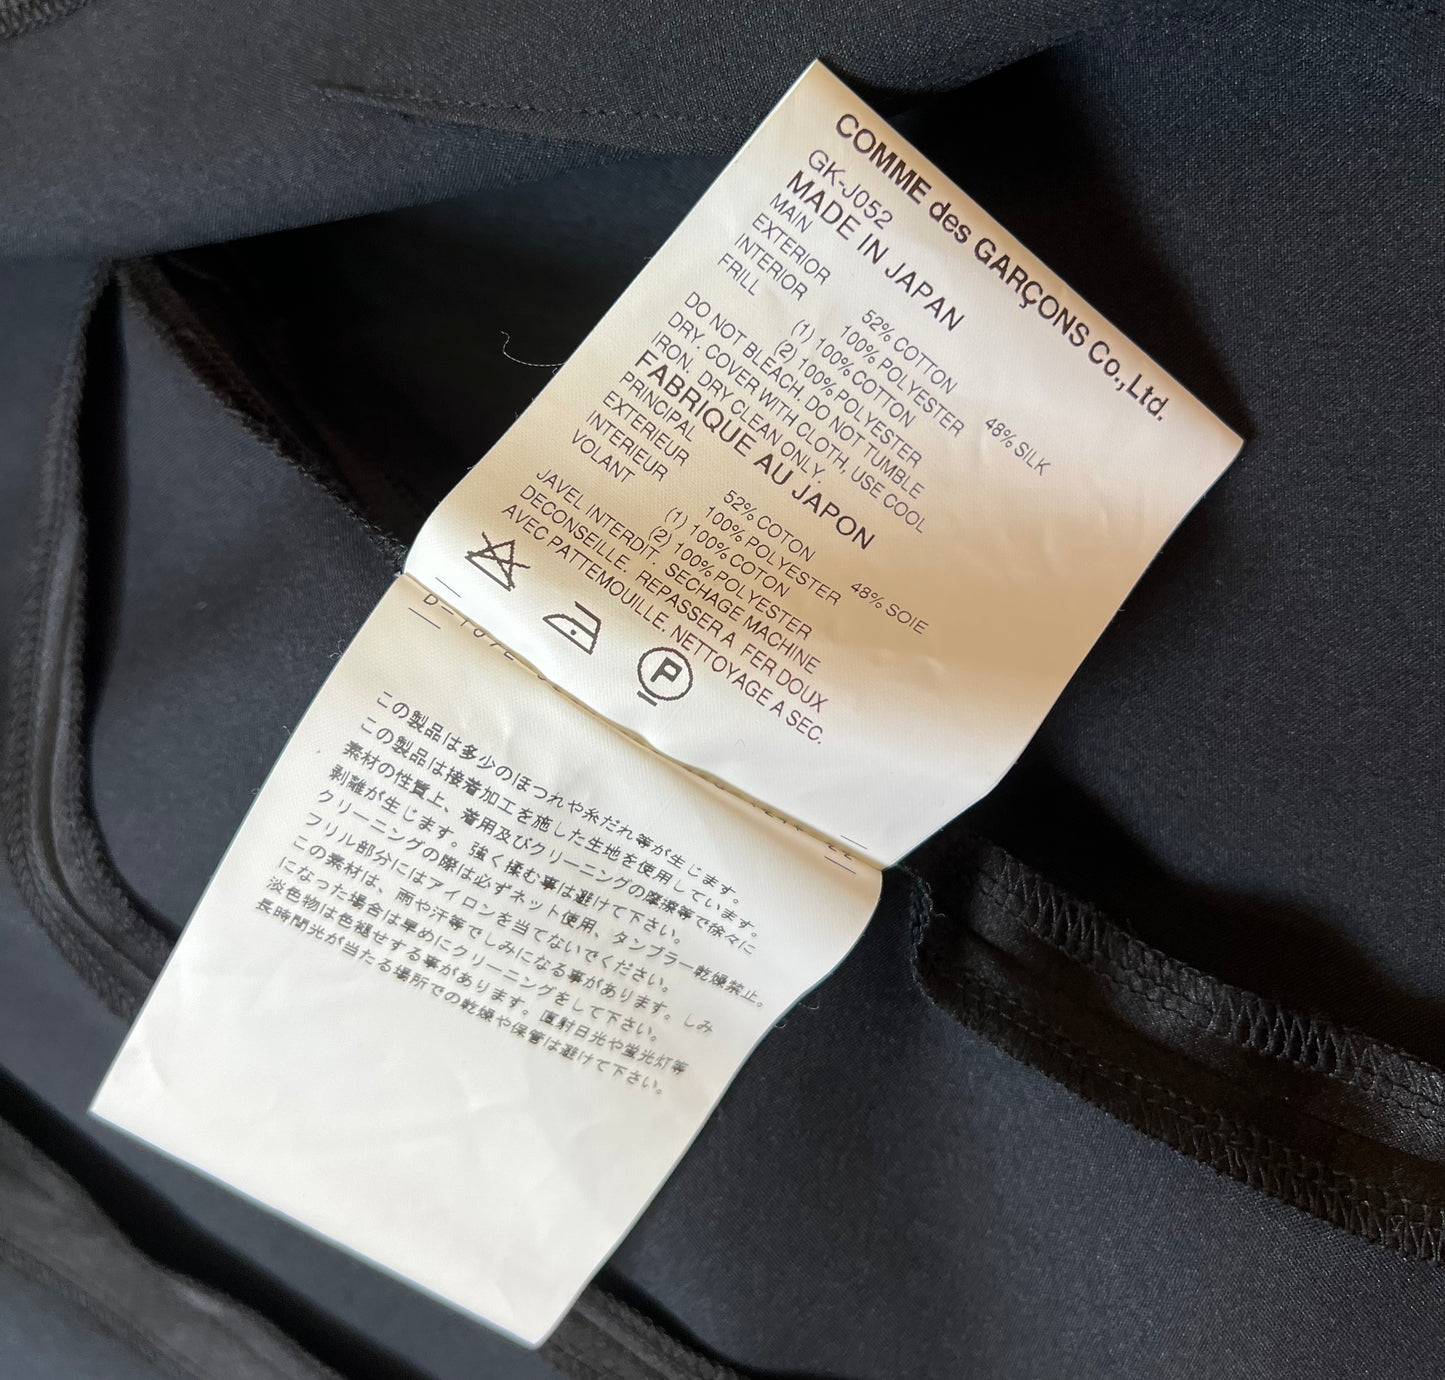 COMME des GARÇONS Co.,Ltd.
GK-J052
MADE IN JAPAN
MAIN 52% COTTON 48% SILK
EXTERIOR 100% POLYESTER
INTERIOR (1) 100% COTTON
FRILL (2) 100% POLYESTER
DO NOT BLEACH. DO NOT TUMBLE
DRY. COVER WITH CLOTH, USE COOL
IRON. DRY CLEAN ONLY.
FABRIQUE AU JAPON
PRINCIPAL 52% COTON 48% SOIE
EXTERIEUR 100% POLYESTER
INTERIEUR (1) 100% COTON
VOLANT (2) 100% POLYESTER
JAVEL INTERDIT. SECHAGE MACHINE
DECONSEILLE. REPASSER A FER DOUX
AVEC PATTEMOUILLE. NETTOYAGE A SEC.
P
この製品は多少のほつれや糸だれ等が生じます。
この製品は接着加工を施した生地を使用しています。
素材の性質上、着用及びクリーニングの摩擦等で徐々に
剥離が生じます。強く揉む事は避けて下さい。
クリーニングの際は必ずネット使用、タンブラー乾燥禁止。
フリル部分にはアイロンを当てないでください。
この素材は、雨や汗等でしみになる事があります。しみ
になった場合は早めにクリーニングをして下さい。
淡色物は色褪せする事があります。直射日光や蛍光灯等
長時間光が当たる場所での乾燥や保管は避けて下さい。